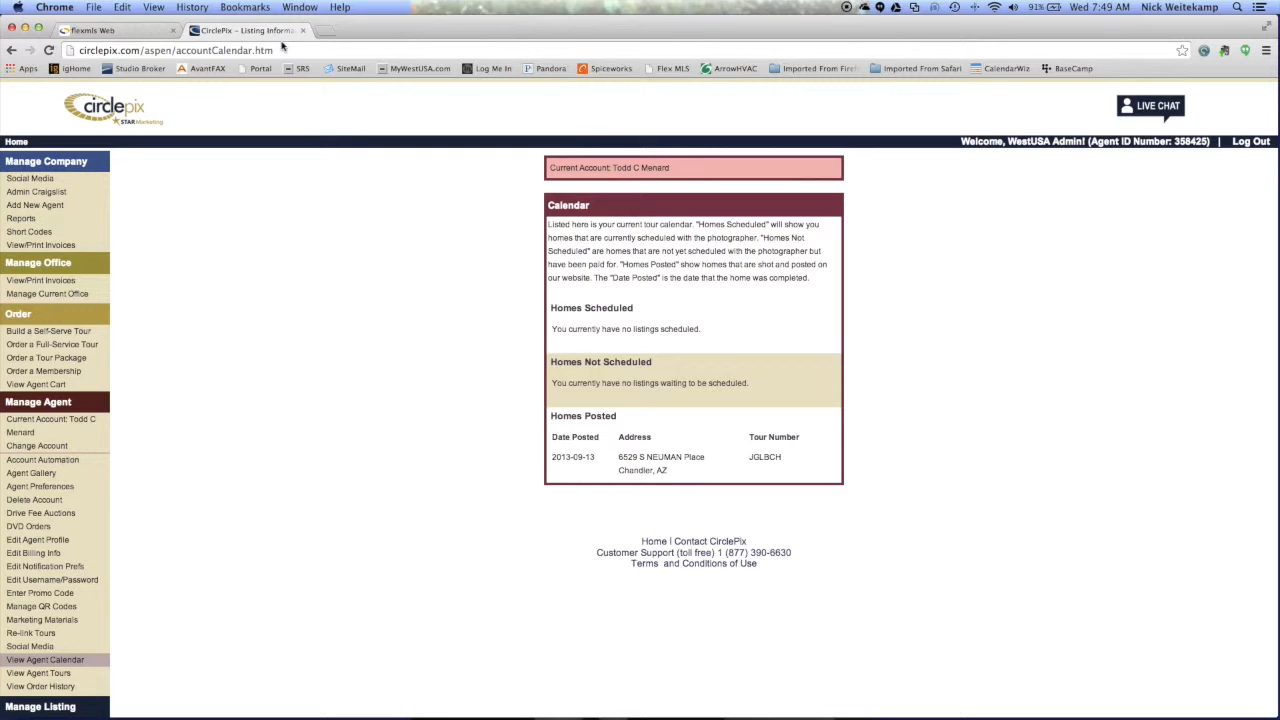 Chrome File Edit View History Bookmarks Window Help 91% Wed 7:49 AM Nick Weitekamp
flexmls Web CirclePix – Listing Informa
circlepix.com/aspen/accountCalendar.htm
Apps IgHome Studio Broker AvantFAX Portal SRS SiteMail MyWestUSA.com Log Me In Pandora Spiceworks Flex MLS ArrowHVAC Imported From Firef Imported From Safari CalendarWiz BaseCamp
circlepix
STAR Marketing
LIVE CHAT
Home Welcome, WestUSA Admin! (Agent ID Number: 358425) | Log Out
Manage Company
Social Media
Admin Craigslist
Add New Agent
Reports
Short Codes
View/Print Invoices
Manage Office
View/Print Invoices
Manage Current Office
Order
Build a Self-Serve Tour
Order a Full-Service Tour
Order a Tour Package
Order a Membership
View Agent Cart
Manage Agent
Current Account: Todd C
Menard
Change Account
Account Automation
Agent Gallery
Agent Preferences
Delete Account
Drive Fee Auctions
DVD Orders
Edit Agent Profile
Edit Billing Info
Edit Notification Prefs
Edit Username/Password
Enter Promo Code
Manage QR Codes
Marketing Materials
Re-link Tours
Social Media
View Agent Calendar
View Agent Tours
View Order History
Manage Listing
Current Account: Todd C Menard
Calendar
Listed here is your current tour calendar. "Homes Scheduled" will show you
homes that are currently scheduled with the photographer. "Homes Not
Scheduled" are homes that are not yet scheduled with the photographer but
have been paid for. "Homes Posted" show homes that are shot and posted on
our website. The "Date Posted" is the date that the home was completed.
Homes Scheduled
You currently have no listings scheduled.
Homes Not Scheduled
You currently have no listings waiting to be scheduled.
Homes Posted
Date Posted Address Tour Number
2013-09-13 6529 S NEUMAN Place JGLBCH
Chandler, AZ
Home | Contact CirclePix
Customer Support (toll free) 1 (877) 390-6630
Terms and Conditions of Use